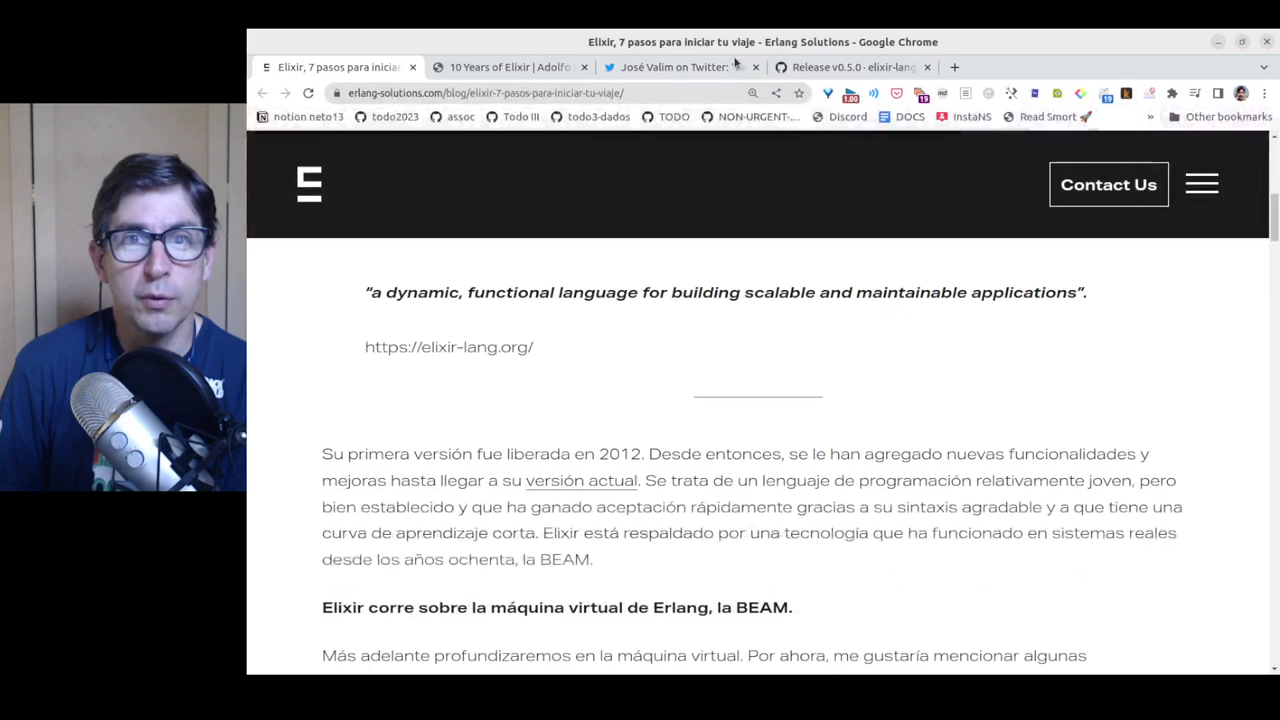 Elixir, 7 pasos para iniciar tu viaje - Erlang Solutions - Google Chrome
Elixir, 7 pasos para iniciar
10 Years of Elixir | Adolfo
José Valim on Twitter:
Release v0.5.0 · elixir-lang
erlang-solutions.com/blog/elixir-7-pasos-para-iniciar-tu-viaje/
notion neto13
todo2023
assoc
Todo III
todo3-dados
TODO
NON-URGENT-...
Discord
DOCS
InstaNS
Read Smort 🚀
»
Other bookmarks
1.00
19
19
Contact Us
“a dynamic, functional language for building scalable and maintainable applications”.
https://elixir-lang.org/
Su primera versión fue liberada en 2012. Desde entonces, se le han agregado nuevas funcionalidades y
mejoras hasta llegar a su versión actual. Se trata de un lenguaje de programación relativamente joven, pero
bien establecido y que ha ganado aceptación rápidamente gracias a su sintaxis agradable y a que tiene una
curva de aprendizaje corta. Elixir está respaldado por una tecnología que ha funcionado en sistemas reales
desde los años ochenta, la BEAM.
Elixir corre sobre la máquina virtual de Erlang, la BEAM.
Más adelante profundizaremos en la máquina virtual. Por ahora, me gustaría mencionar algunas